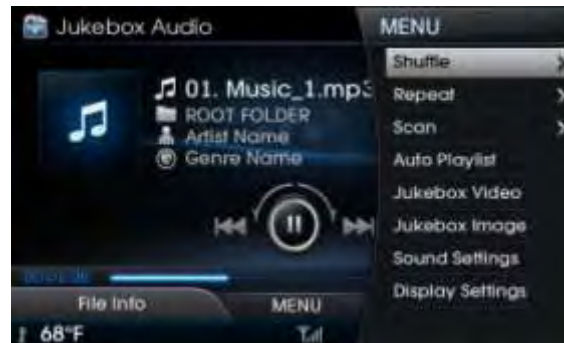 Jukebox Audio
01. Music_1.mp3
ROOT FOLDER
Artist Name
Genre Name
File Info
MENU
68°F
MENU
Shuffle
Repeat
Scan
Auto Playlist
Jukebox Video
Jukebox Image
Sound Settings
Display Settings